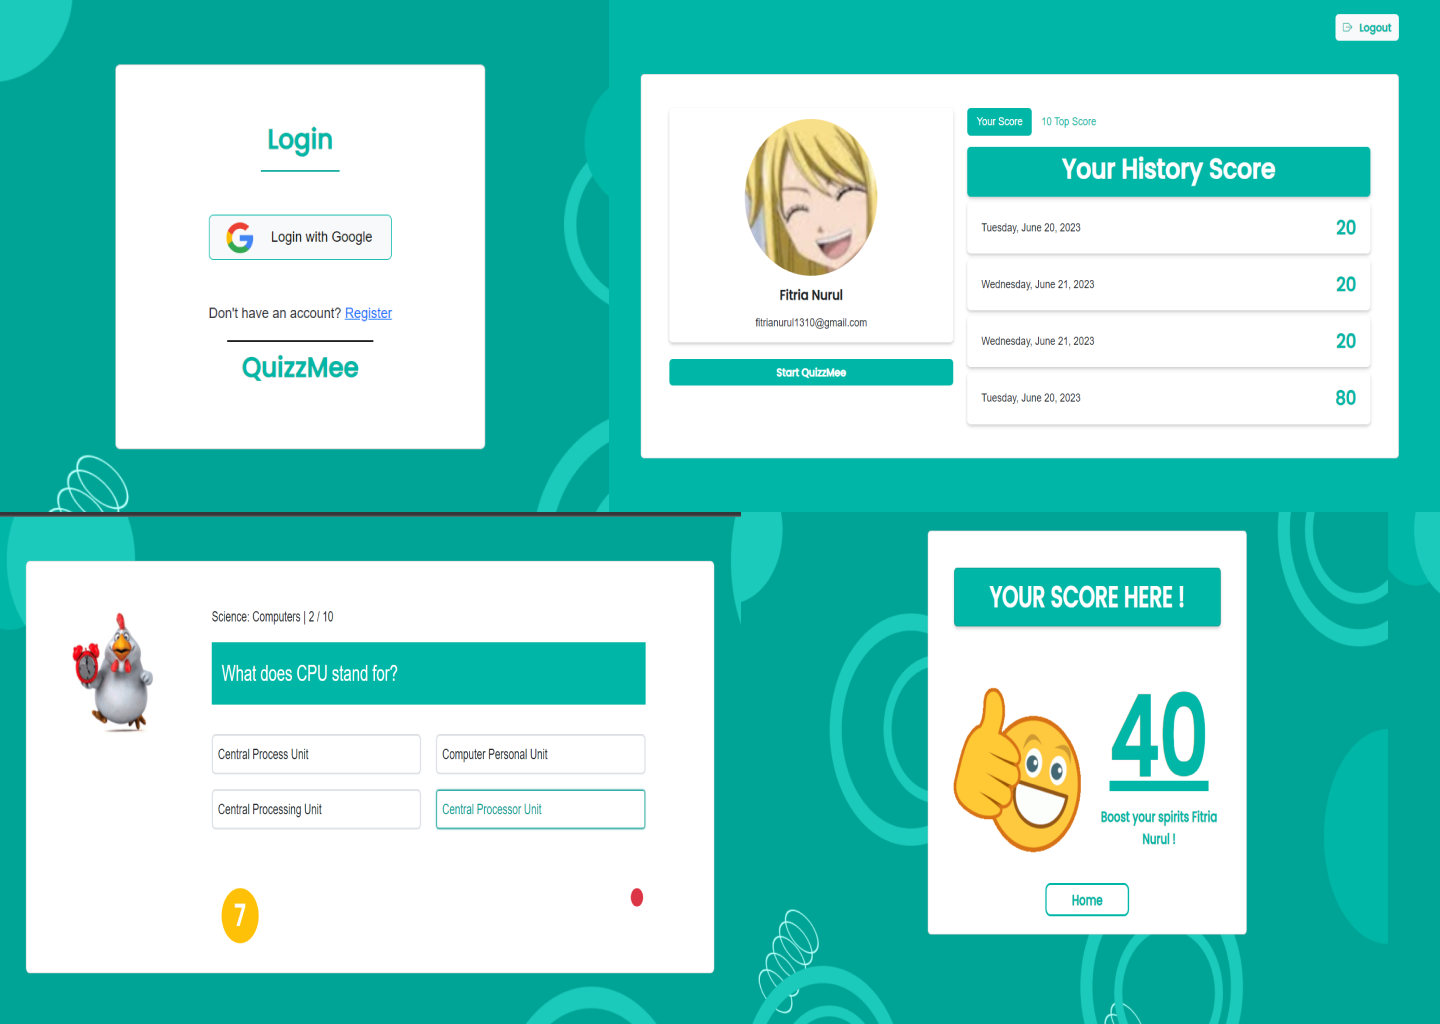 Login
Login with Google
Don't have an account? Register
QuizzMee
Logout
Fitria Nurul
fitrianurul1310@gmail.com
Start QuizzMee
Your Score
10 Top Score
Your History Score
Tuesday, June 20, 2023 20
Wednesday, June 21, 2023 20
Wednesday, June 21, 2023 20
Tuesday, June 20, 2023 80
Science: Computers | 2 / 10
What does CPU stand for?
Central Process Unit
Computer Personal Unit
Central Processing Unit
Central Processor Unit
7
YOUR SCORE HERE !
40
Boost your spirits Fitria
Nurul !
Home